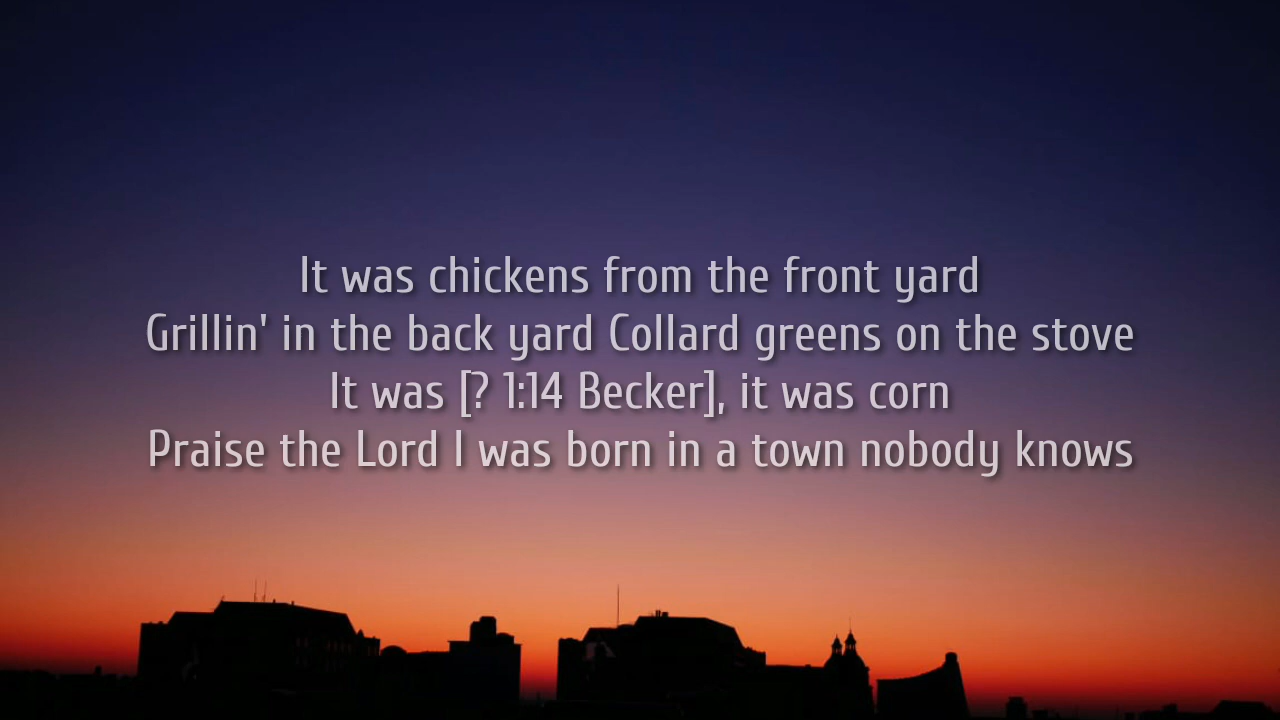 It was chickens from the front yard
Grillin' in the back yard Collard greens on the stove
It was [? 1:14 Becker], it was corn
Praise the Lord I was born in a town nobody knows